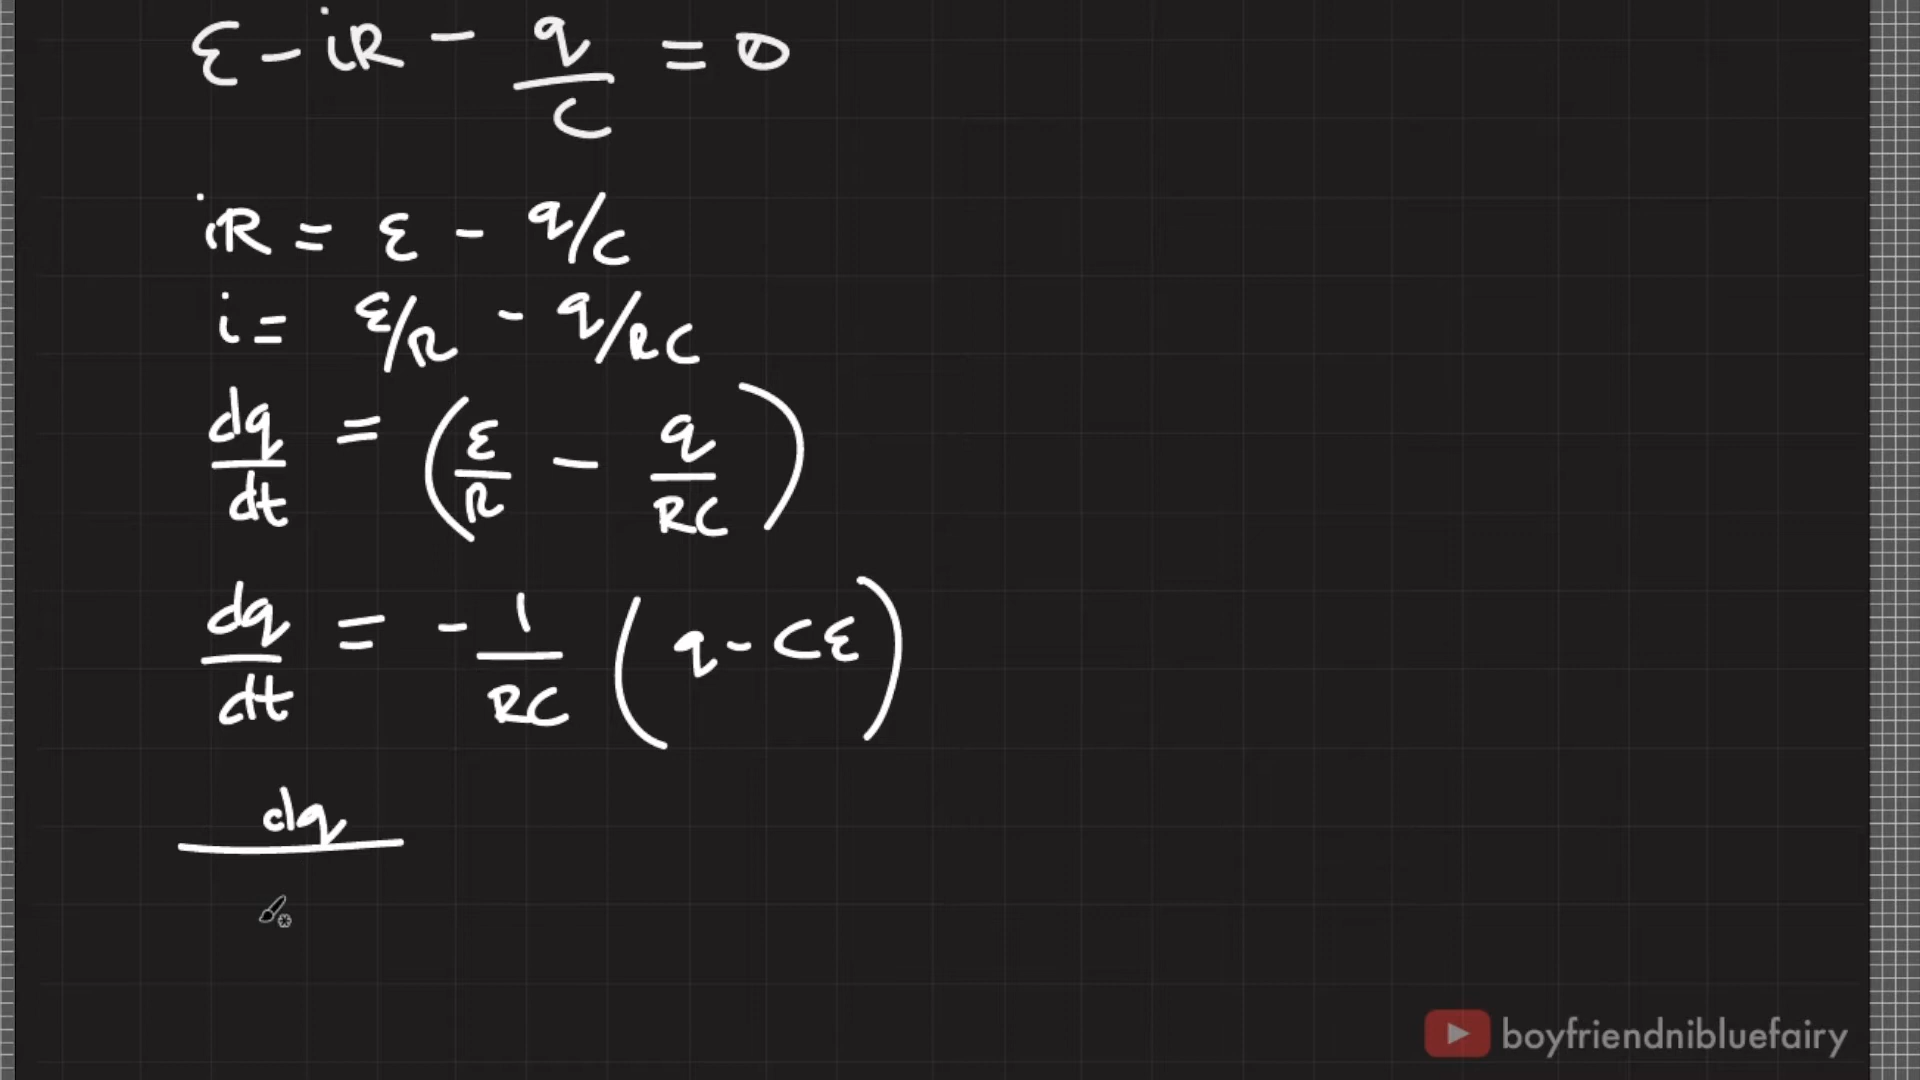 ε - iR - q/C = 0
iR = ε - q/C
i = ε/R - q/RC
dq/dt = (ε/R - q/RC)
dq/dt = - 1/RC (q - Cε)
dq
boyfriendnibluefairy